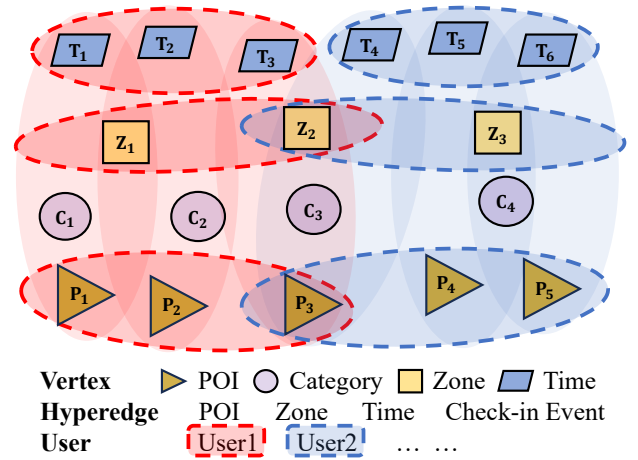 T₁ T₂ T₃ T₄ T₅ T₆
Z₁ Z₂ Z₃
C₁ C₂ C₃ C₄
P₁ P₂ P₃ P₄ P₅
Vertex POI Category Zone Time
Hyperedge POI Zone Time Check-in Event
User User1 User2 … …